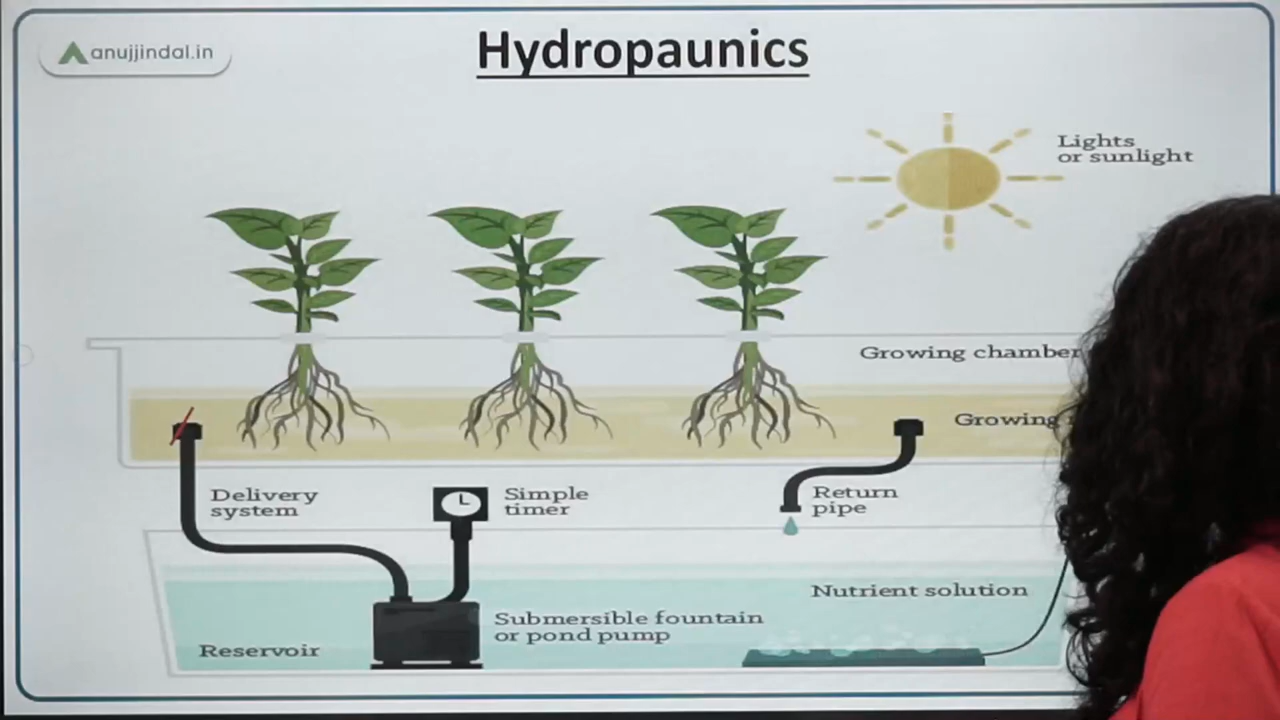 anujjindal.in
Hydropaunics
Lights
or sunlight
Growing chamber
Growing
Delivery
system
Simple
timer
Return
pipe
Nutrient solution
Submersible fountain
or pond pump
Reservoir